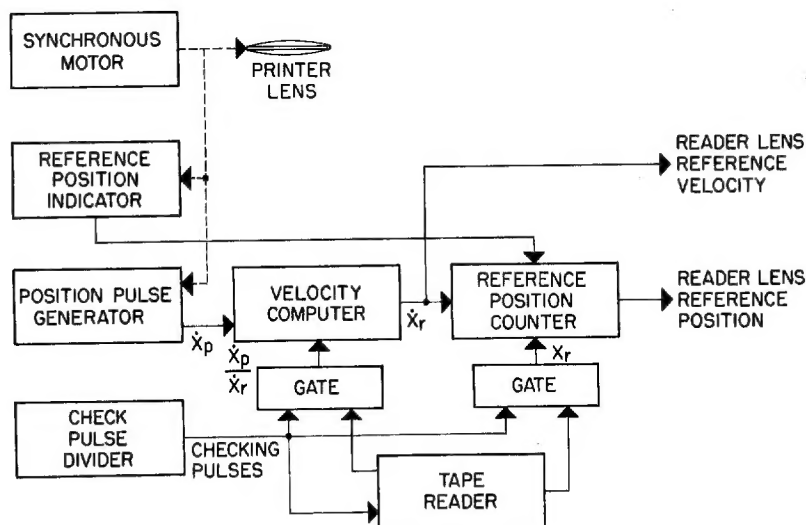 SYNCHRONOUS
MOTOR
PRINTER
LENS
REFERENCE
POSITION
INDICATOR
READER LENS
REFERENCE
VELOCITY
POSITION PULSE
GENERATOR
Ẋp
VELOCITY
COMPUTER
Ẋr
REFERENCE
POSITION
COUNTER
READER LENS
REFERENCE
POSITION
Ẋp
Ẋr
GATE
Xr
GATE
CHECK
PULSE
DIVIDER
CHECKING
PULSES
TAPE
READER